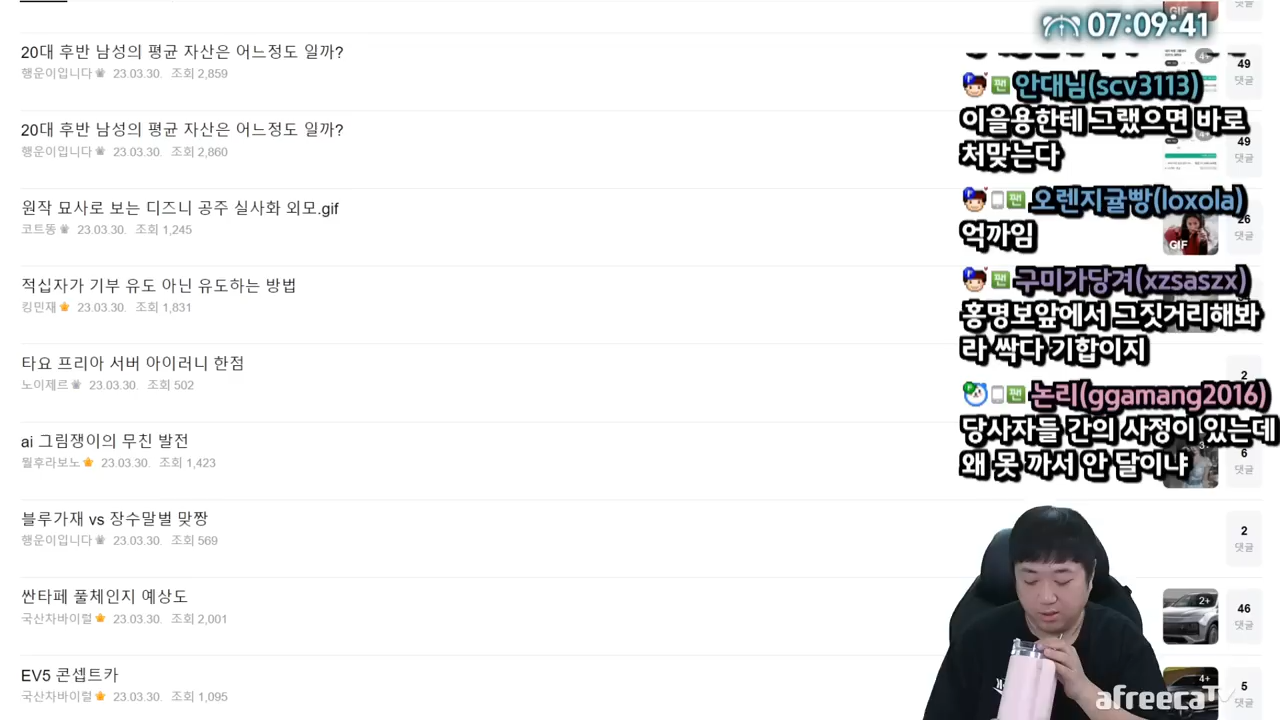 07:09:41
20대 후반 남성의 평균 자산은 어느정도 일까?
행운이입니다 23.03.30. 조회 2,859
49
댓글
20대 후반 남성의 평균 자산은 어느정도 일까?
행운이입니다 23.03.30. 조회 2,860
49
댓글
원작 묘사로 보는 디즈니 공주 실사화 외모.gif
코트똥 23.03.30. 조회 1,245
GIF
26
댓글
적십자가 기부 유도 아닌 유도하는 방법
킹민재 23.03.30. 조회 1,831
타요 프리아 서버 아이러니 한점
노이제르 23.03.30. 조회 502
2
ai 그림쟁이의 무친 발전
뭘후라보노 23.03.30. 조회 1,423
6
댓글
블루가재 vs 장수말벌 맞짱
행운이입니다 23.03.30. 조회 569
2
댓글
싼타페 풀체인지 예상도
국산차바이럴 23.03.30. 조회 2,001
2+
46
댓글
EV5 콘셉트카
국산차바이럴 23.03.30. 조회 1,095
4+
5
댓글
안대님(scv3113)
이을용한테 그랬으면 바로
처맞는다
오렌지귤빵(loxola)
억까임
구미가당겨(xzsaszx)
홍명보앞에서 그짓거리해봐
라 싹다 기합이지
논리(ggamang2016)
당사자들 간의 사정이 있는데
왜 못 까서 안 달이냐
afreecaTV